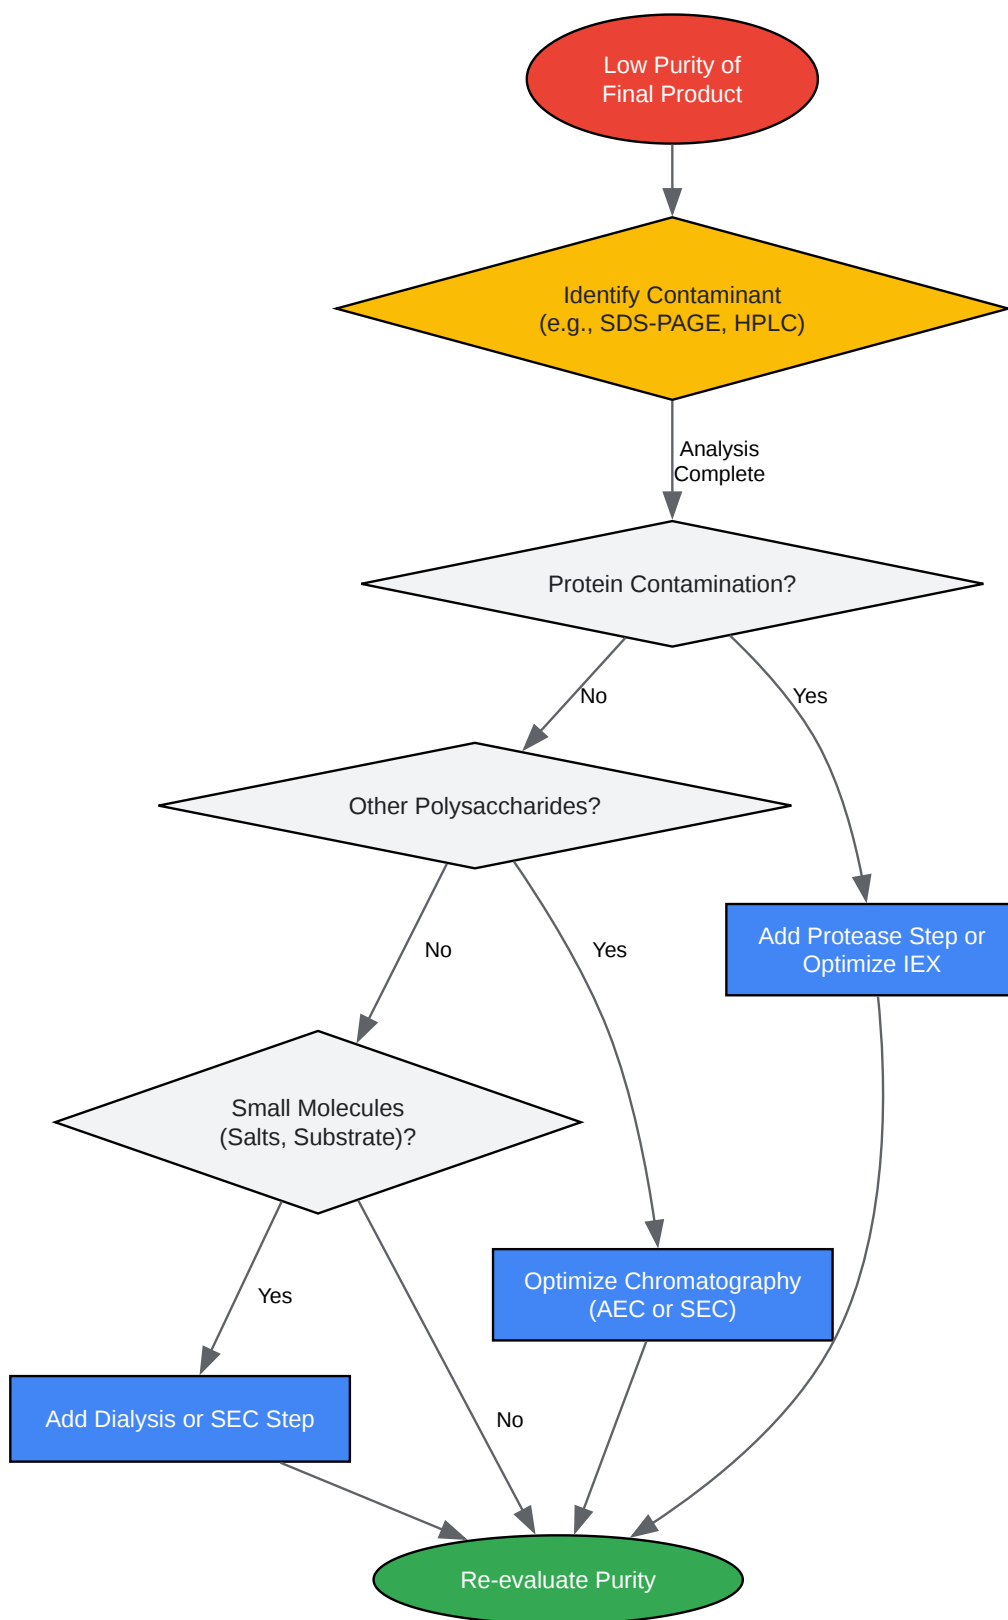 Low Purity of
Final Product
Identify Contaminant
(e.g., SDS-PAGE, HPLC)
Analysis
Complete
Protein Contamination?
No
Yes
Other Polysaccharides?
Add Protease Step or
Optimize IEX
No
Yes
Small Molecules
(Salts, Substrate)?
Optimize Chromatography
(AEC or SEC)
Yes
Add Dialysis or SEC Step
No
Re-evaluate Purity